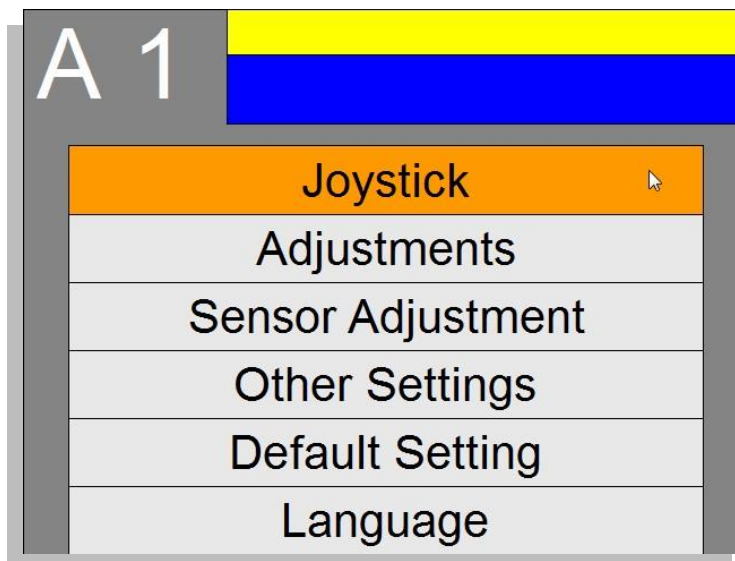 A 1
Joystick
Adjustments
Sensor Adjustment
Other Settings
Default Setting
Language